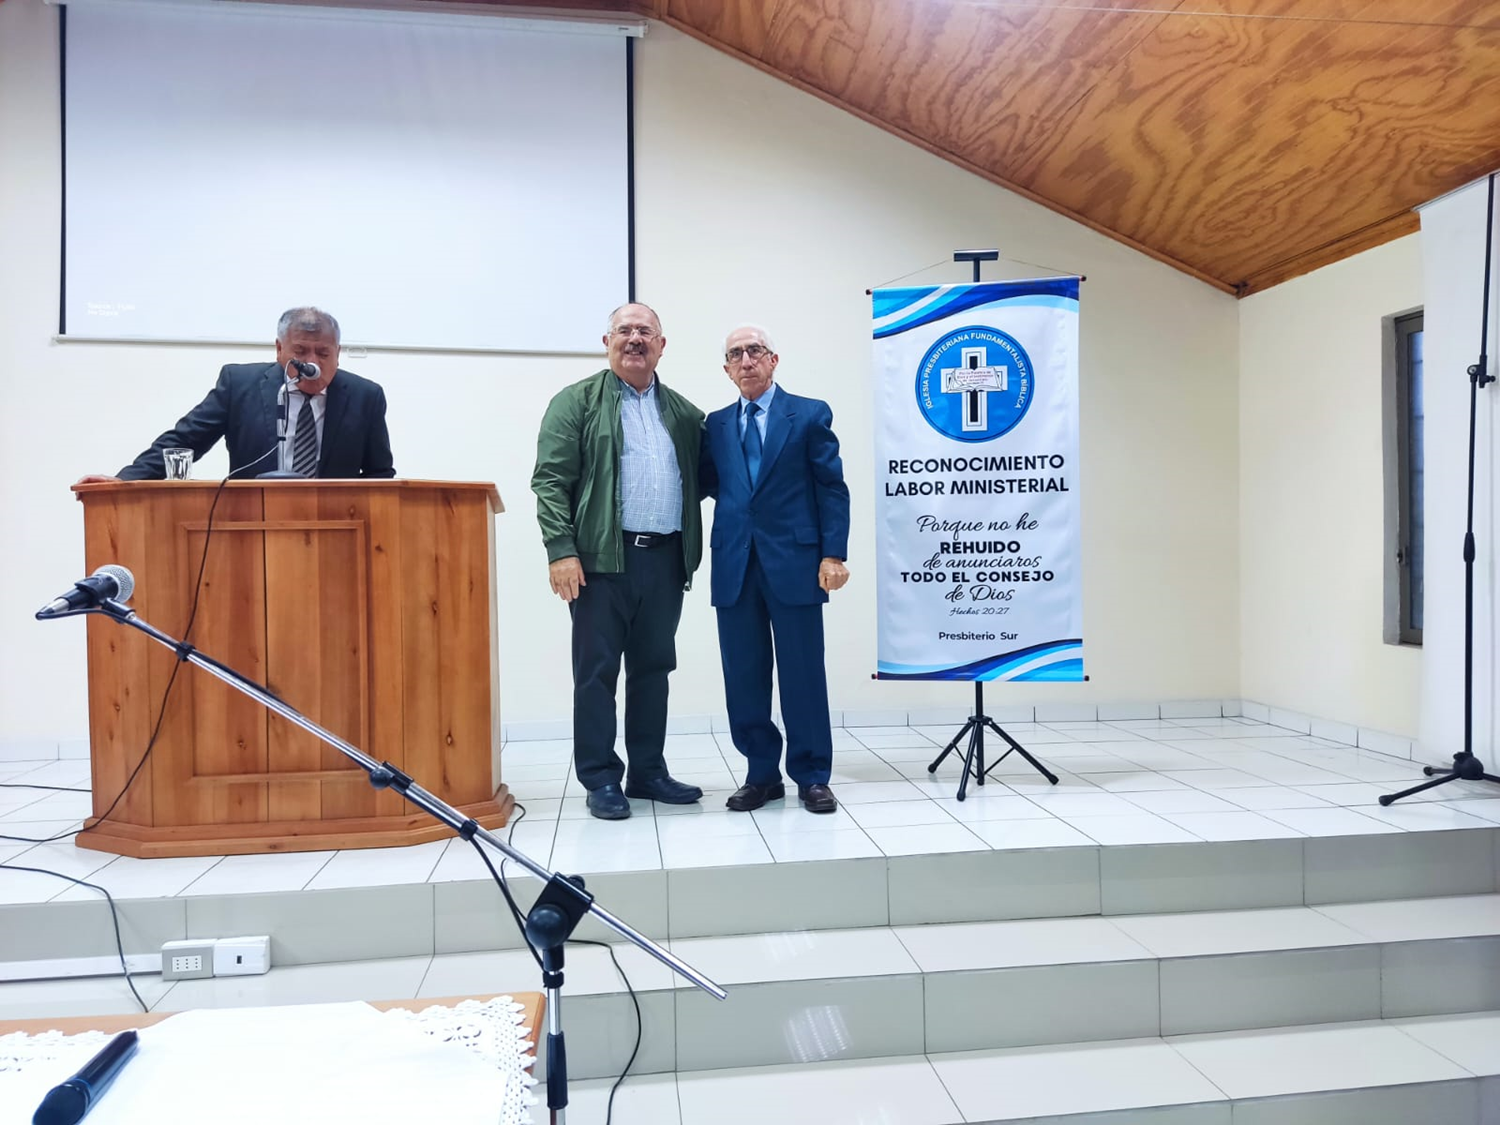 IGLESIA PRESBITERIANA FUNDAMENTALISTA BÍBLICA
RECONOCIMIENTO
LABOR MINISTERIAL
Porque no he
REHUIDO
de anunciaros
TODO EL CONSEJO
de Dios
Hechos 20:27
Presbiterio Sur